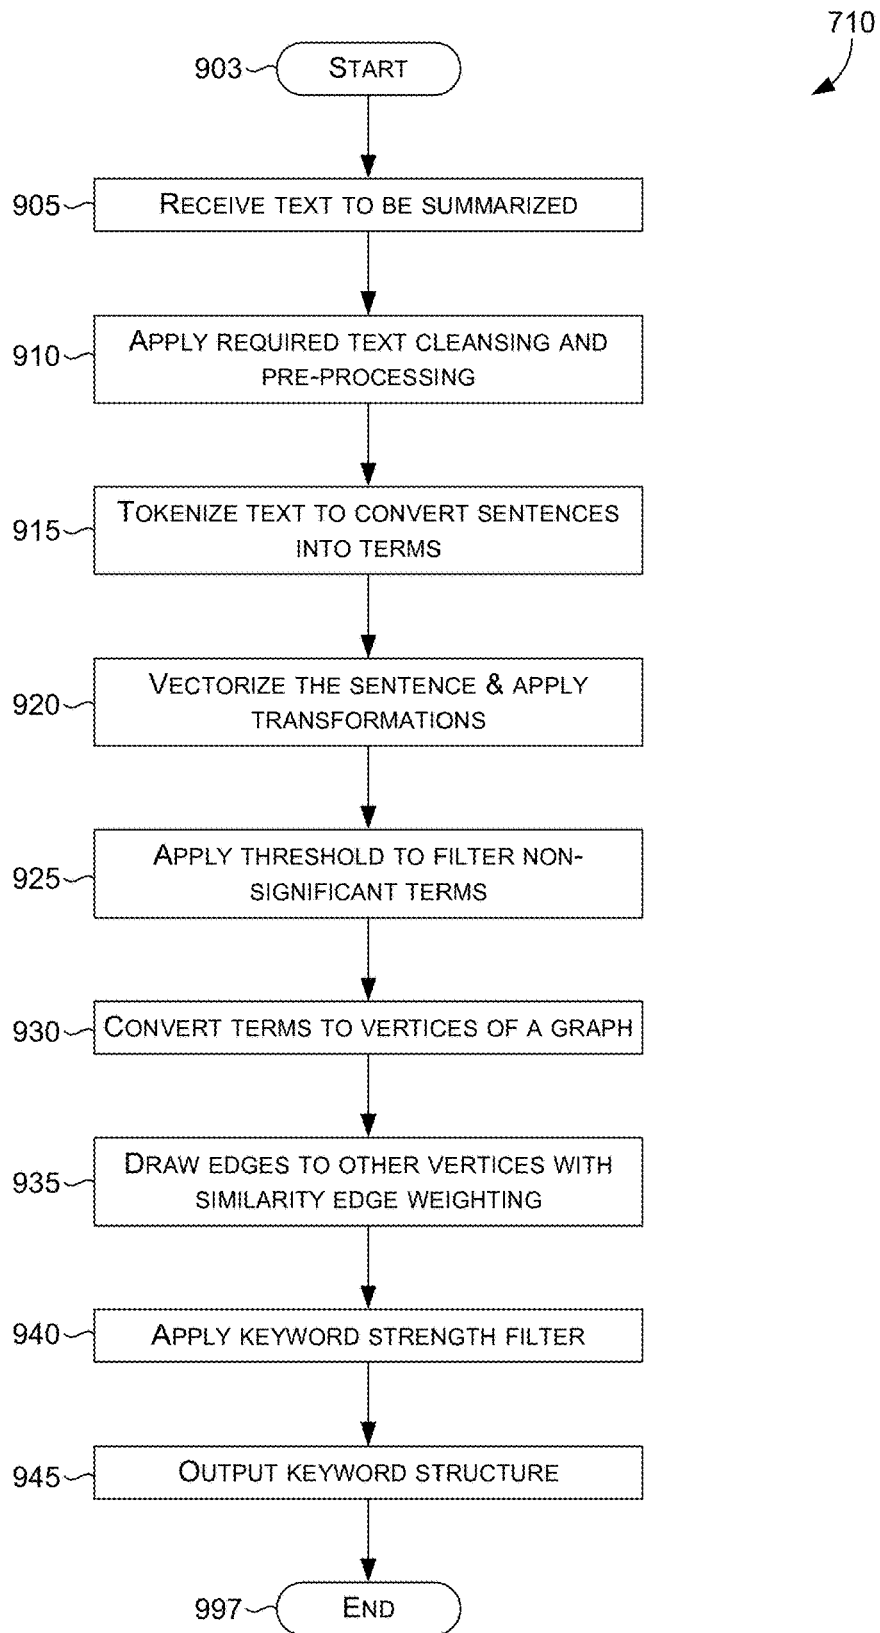 710
903 START
905 RECEIVE TEXT TO BE SUMMARIZED
910 APPLY REQUIRED TEXT CLEANSING AND
PRE-PROCESSING
915 TOKENIZE TEXT TO CONVERT SENTENCES
INTO TERMS
920 VECTORIZE THE SENTENCE & APPLY
TRANSFORMATIONS
925 APPLY THRESHOLD TO FILTER NON-
SIGNIFICANT TERMS
930 CONVERT TERMS TO VERTICES OF A GRAPH
935 DRAW EDGES TO OTHER VERTICES WITH
SIMILARITY EDGE WEIGHTING
940 APPLY KEYWORD STRENGTH FILTER
945 OUTPUT KEYWORD STRUCTURE
997 END